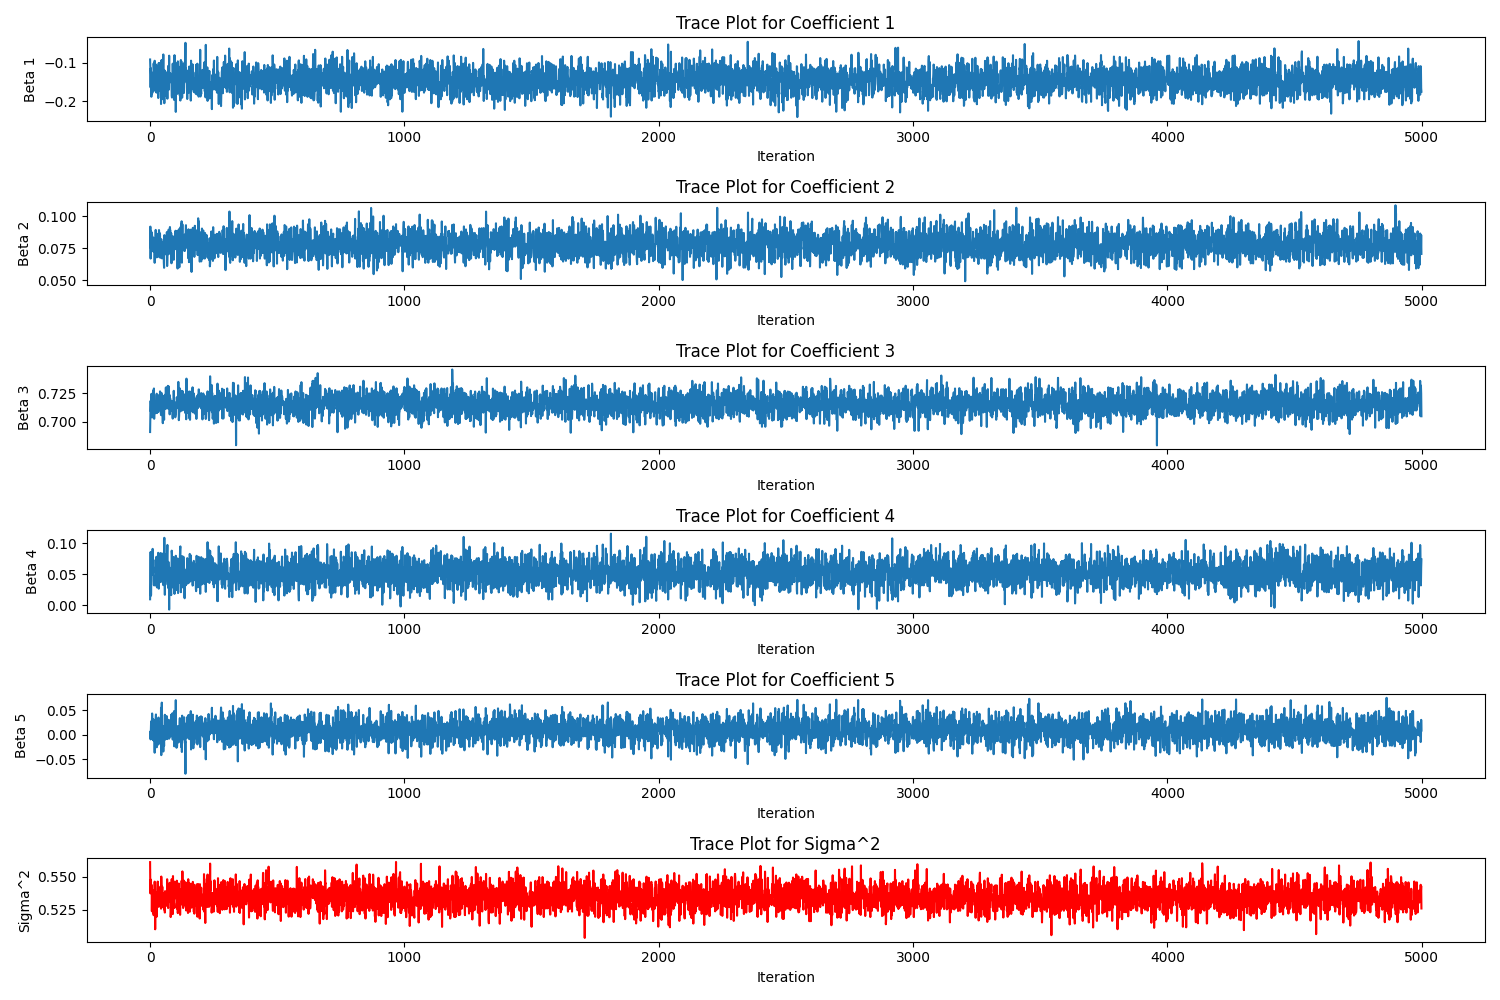 Trace Plot for Coefficient 1
Beta 1
−0.1
−0.2
0 1000 2000 3000 4000 5000
Iteration
Trace Plot for Coefficient 2
Beta 2
0.100
0.075
0.050
0 1000 2000 3000 4000 5000
Iteration
Trace Plot for Coefficient 3
Beta 3
0.725
0.700
0 1000 2000 3000 4000 5000
Iteration
Trace Plot for Coefficient 4
Beta 4
0.10
0.05
0.00
0 1000 2000 3000 4000 5000
Iteration
Trace Plot for Coefficient 5
Beta 5
0.05
0.00
−0.05
0 1000 2000 3000 4000 5000
Iteration
Trace Plot for Sigma^2
Sigma^2
0.550
0.525
0 1000 2000 3000 4000 5000
Iteration